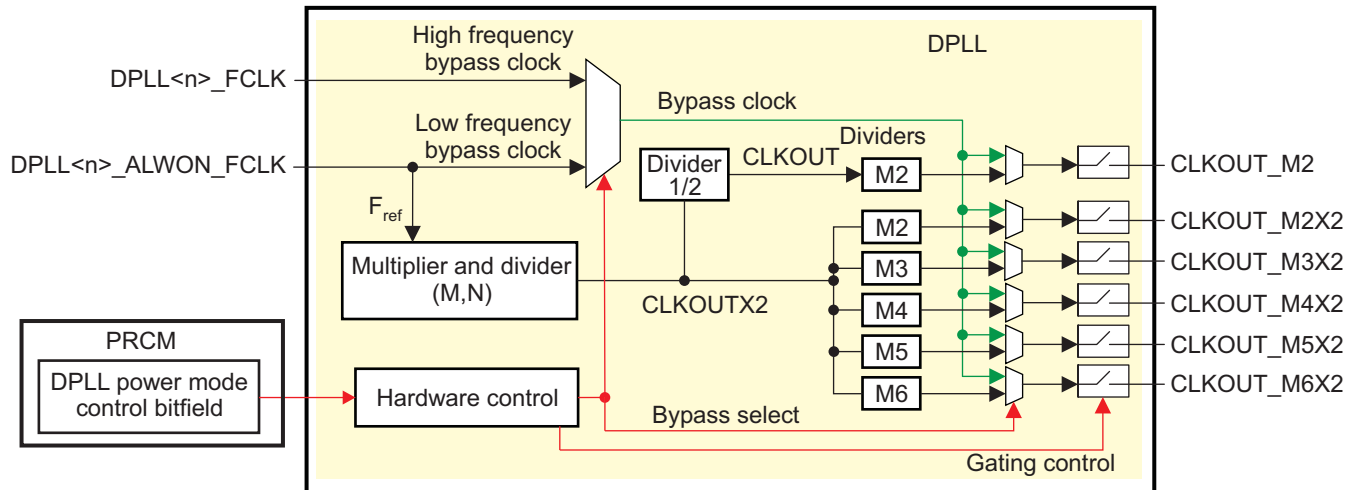 High frequency
bypass clock
DPLL
DPLL<n>_FCLK
Bypass clock
Low frequency
bypass clock
Dividers
DPLL<n>_ALWON_FCLK
Divider
1/2
CLKOUT
M2
CLKOUT_M2
Fref
M2
CLKOUT_M2X2
Multiplier and divider
(M,N)
M3
CLKOUT_M3X2
CLKOUTX2
M4
CLKOUT_M4X2
PRCM
M5
CLKOUT_M5X2
DPLL power mode
control bitfield
Hardware control
M6
CLKOUT_M6X2
Bypass select
Gating control